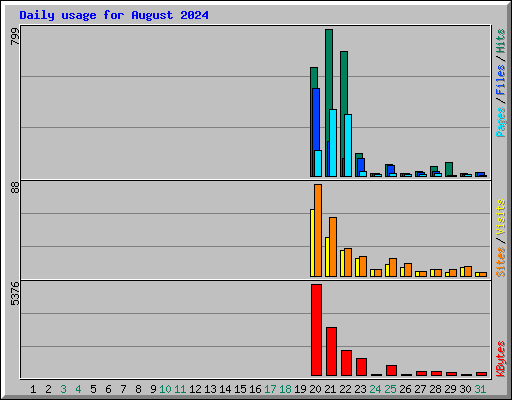 Daily usage for August 2024
799
88
5376
Pages / Files / Hits
Sites / Visits
KBytes
1 2 3 4 5 6 7 8 9 10 11 12 13 14 15 16 17 18 19 20 21 22 23 24 25 26 27 28 29 30 31